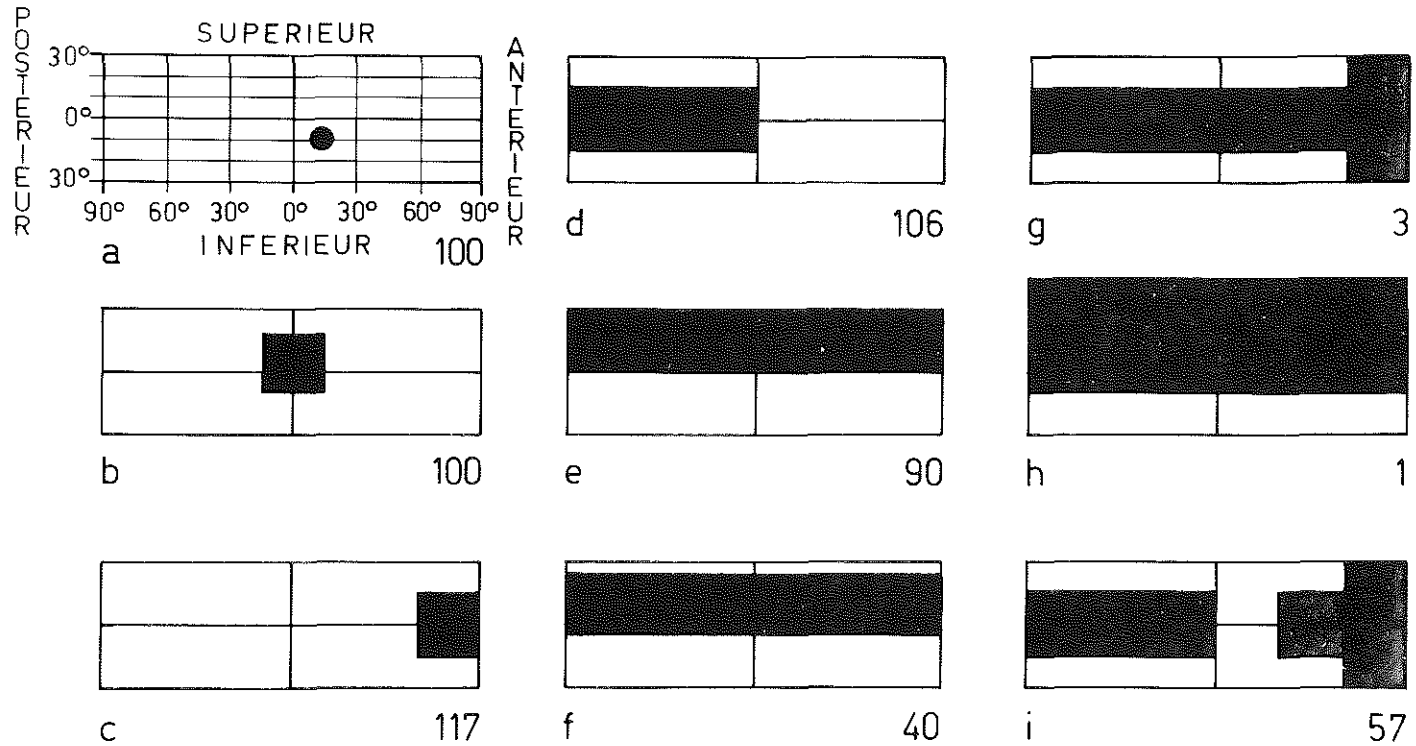 POSTERIEUR
SUPERIEUR
ANTERIEUR
30°
0°
30°
90° 60° 30° 0° 30° 60° 90°
INFERIEUR
a 100
b 100
c 117
d 106
e 90
f 40
g 3
h 1
i 57